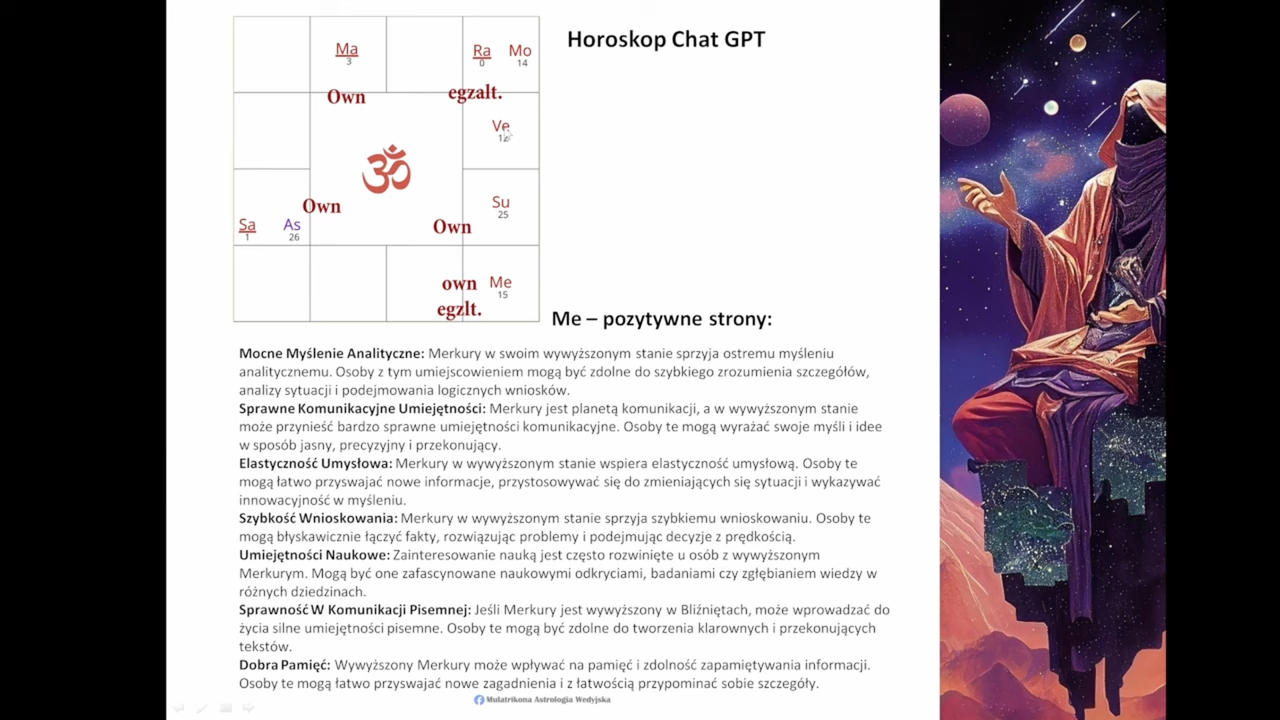 Horoskop Chat GPT
Ma
3
Ra Mo
0 14
Own
egzalt.
Ve
ॐ
Own
Su
25
Sa As
1 26
Own
own Me
15
egzlt.
Me – pozytywne strony:
Mocne Myślenie Analityczne: Merkury w swoim wywyższonym stanie sprzyja ostremu myśleniu
analitycznemu. Osoby z tym umiejscowieniem mogą być zdolne do szybkiego zrozumienia szczegółów,
analizy sytuacji i podejmowania logicznych wniosków.
Sprawne Komunikacyjne Umiejętności: Merkury jest planetą komunikacji, a w wywyższonym stanie
może przynieść bardzo sprawne umiejętności komunikacyjne. Osoby te mogą wyrażać swoje myśli i idee
w sposób jasny, precyzyjny i przekonujący.
Elastyczność Umysłowa: Merkury w wywyższonym stanie wspiera elastyczność umysłową. Osoby te
mogą łatwo przyswajać nowe informacje, przystosowywać się do zmieniających się sytuacji i wykazywać
innowacyjność w myśleniu.
Szybkość Wnioskowania: Merkury w wywyższonym stanie sprzyja szybkiemu wnioskowaniu. Osoby te
mogą błyskawicznie łączyć fakty, rozwiązując problemy i podejmując decyzje z prędkością.
Umiejętności Naukowe: Zainteresowanie nauką jest często rozwinięte u osób z wywyższonym
Merkurym. Mogą być one zafascynowane naukowymi odkryciami, badaniami czy zgłębianiem wiedzy w
różnych dziedzinach.
Sprawność W Komunikacji Pisemnej: Jeśli Merkury jest wywyższony w Bliźniętach, może wprowadzać do
życia silne umiejętności pisemne. Osoby te mogą być zdolne do tworzenia klarownych i przekonujących
tekstów.
Dobra Pamięć: Wywyższony Merkury może wpływać na pamięć i zdolność zapamiętywania informacji.
Osoby te mogą łatwo przyswajać nowe zagadnienia i z łatwością przypominać sobie szczegóły.
Mulatrikona Astrologia Wedyjska